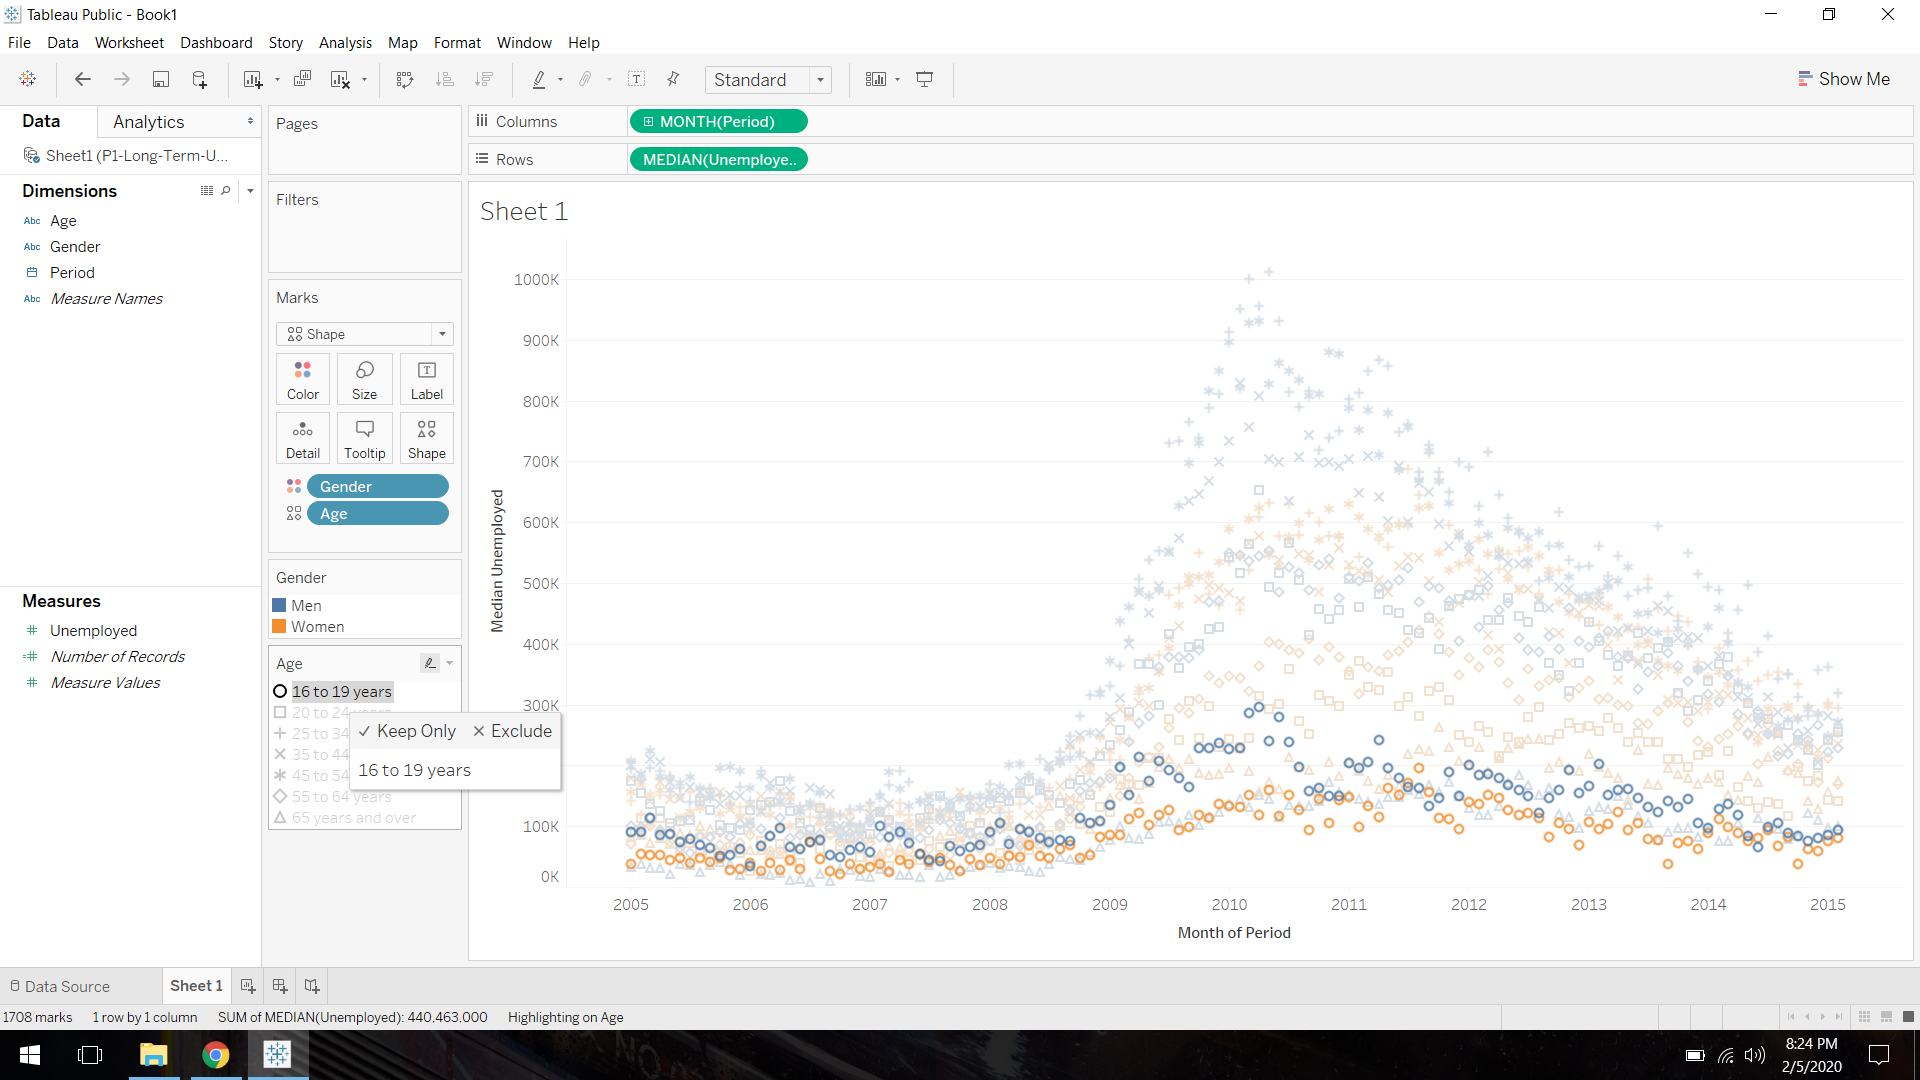 Tableau Public - Book1
File Data Worksheet Dashboard Story Analysis Map Format Window Help
Standard
Show Me
Data
Analytics
Sheet1 (P1-Long-Term-U...
Dimensions
Abc Age
Abc Gender
Period
Abc Measure Names
Measures
Unemployed
Number of Records
Measure Values
Pages
Filters
Marks
Shape
Color Size Label
Detail Tooltip Shape
Gender
Age
Gender
Men
Women
Age
16 to 19 years
20 to 24 years
25 to 34
35 to 44
45 to 54
55 to 64 years
65 years and over
Keep Only Exclude
16 to 19 years
Columns MONTH(Period)
Rows MEDIAN(Unemploye..
Sheet 1
Median Unemployed
1000K
900K
800K
700K
600K
500K
400K
300K
100K
0K
2005 2006 2007 2008 2009 2010 2011 2012 2013 2014 2015
Month of Period
Data Source
Sheet 1
1708 marks 1 row by 1 column SUM of MEDIAN(Unemployed): 440,463,000 Highlighting on Age
8:24 PM
2/5/2020